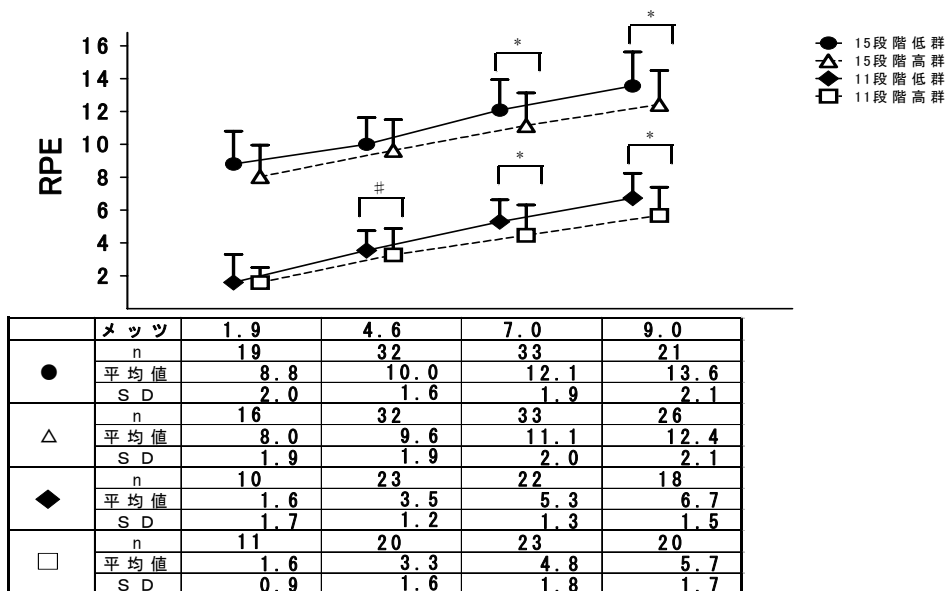 *
*
16
14
12
10
8
6
4
2
RPE
#
*
*
15段階低群
15段階高群
11段階低群
11段階高群
メッツ 1.9 4.6 7.0 9.0
● n 19 32 33 21
平均値 8.8 10.0 12.1 13.6
SD 2.0 1.6 1.9 2.1
△ n 16 32 33 26
平均値 8.0 9.6 11.1 12.4
SD 1.9 1.9 2.0 2.1
◆ n 10 23 22 18
平均値 1.6 3.5 5.3 6.7
SD 1.7 1.2 1.3 1.5
□ n 11 20 23 20
平均値 1.6 3.3 4.8 5.7
SD 0.9 1.6 1.8 1.7